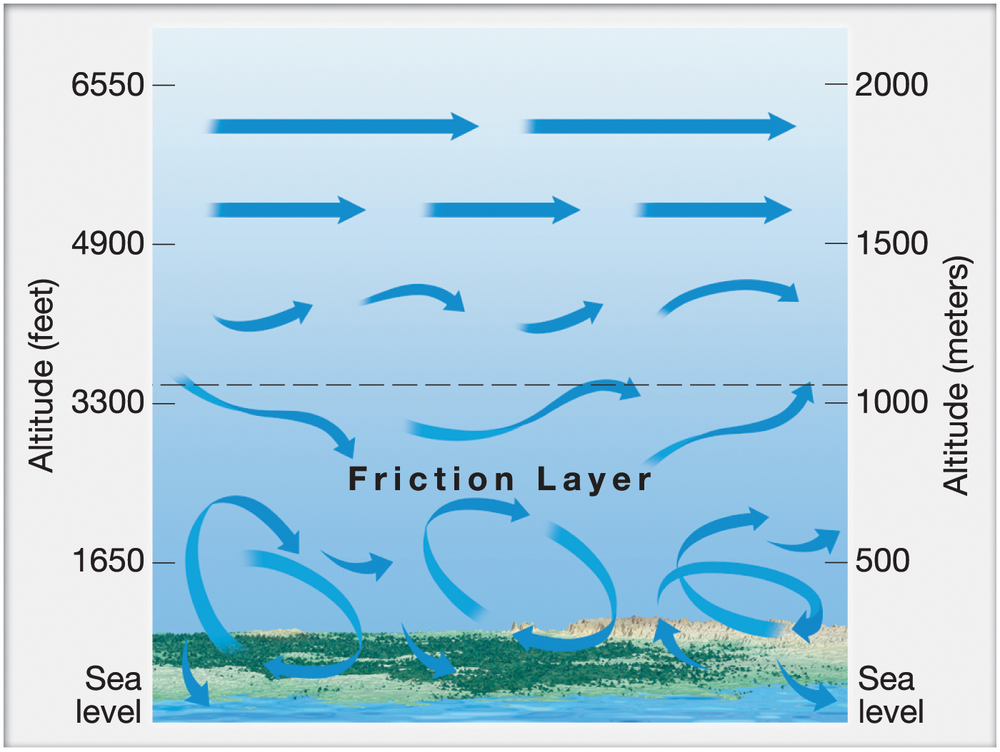 6550
2000
4900
1500
Altitude (feet)
Altitude (meters)
3300
1000
Friction Layer
1650
500
Sea
level
Sea
level